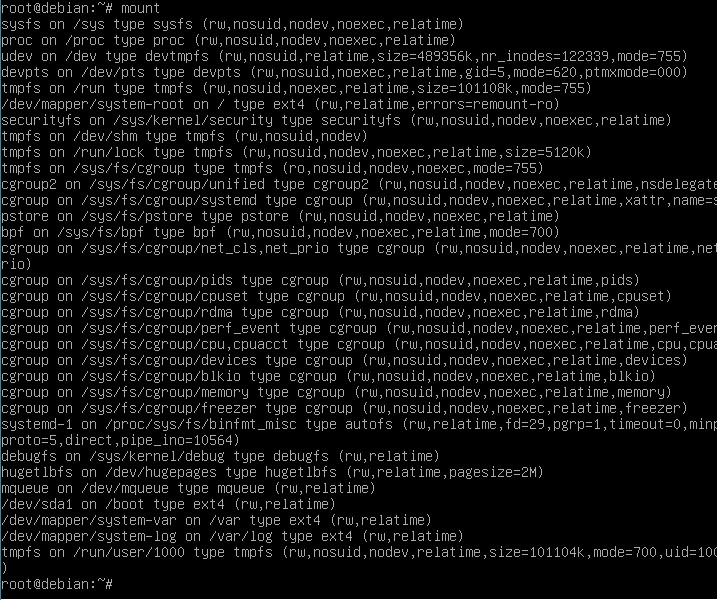 root@debian:~# mount
sysfs on /sys type sysfs (rw,nosuid,nodev,noexec,relatime)
proc on /proc type proc (rw,nosuid,nodev,noexec,relatime)
udev on /dev type devtmpfs (rw,nosuid,relatime,size=489356k,nr_inodes=122339,mode=755)
devpts on /dev/pts type devpts (rw,nosuid,noexec,relatime,gid=5,mode=620,ptmxmode=000)
tmpfs on /run type tmpfs (rw,nosuid,noexec,relatime,size=101108k,mode=755)
/dev/mapper/system-root on / type ext4 (rw,relatime,errors=remount-ro)
securityfs on /sys/kernel/security type securityfs (rw,nosuid,nodev,noexec,relatime)
tmpfs on /dev/shm type tmpfs (rw,nosuid,nodev)
tmpfs on /run/lock type tmpfs (rw,nosuid,nodev,noexec,relatime,size=5120k)
tmpfs on /sys/fs/cgroup type tmpfs (ro,nosuid,nodev,noexec,mode=755)
cgroup2 on /sys/fs/cgroup/unified type cgroup2 (rw,nosuid,nodev,noexec,relatime,nsdelegate
cgroup on /sys/fs/cgroup/systemd type cgroup (rw,nosuid,nodev,noexec,relatime,xattr,name=s
pstore on /sys/fs/pstore type pstore (rw,nosuid,nodev,noexec,relatime)
bpf on /sys/fs/bpf type bpf (rw,nosuid,nodev,noexec,relatime,mode=700)
cgroup on /sys/fs/cgroup/net_cls,net_prio type cgroup (rw,nosuid,nodev,noexec,relatime,net
rio)
cgroup on /sys/fs/cgroup/pids type cgroup (rw,nosuid,nodev,noexec,relatime,pids)
cgroup on /sys/fs/cgroup/cpuset type cgroup (rw,nosuid,nodev,noexec,relatime,cpuset)
cgroup on /sys/fs/cgroup/rdma type cgroup (rw,nosuid,nodev,noexec,relatime,rdma)
cgroup on /sys/fs/cgroup/perf_event type cgroup (rw,nosuid,nodev,noexec,relatime,perf_even
cgroup on /sys/fs/cgroup/cpu,cpuacct type cgroup (rw,nosuid,nodev,noexec,relatime,cpu,cpua
cgroup on /sys/fs/cgroup/devices type cgroup (rw,nosuid,nodev,noexec,relatime,devices)
cgroup on /sys/fs/cgroup/blkio type cgroup (rw,nosuid,nodev,noexec,relatime,blkio)
cgroup on /sys/fs/cgroup/memory type cgroup (rw,nosuid,nodev,noexec,relatime,memory)
cgroup on /sys/fs/cgroup/freezer type cgroup (rw,nosuid,nodev,noexec,relatime,freezer)
systemd-1 on /proc/sys/fs/binfmt_misc type autofs (rw,relatime,fd=29,pgrp=1,timeout=0,minp
proto=5,direct,pipe_ino=10564)
debugfs on /sys/kernel/debug type debugfs (rw,relatime)
hugetlbfs on /dev/hugepages type hugetlbfs (rw,relatime,pagesize=2M)
mqueue on /dev/mqueue type mqueue (rw,relatime)
/dev/sda1 on /boot type ext4 (rw,relatime)
/dev/mapper/system-var on /var type ext4 (rw,relatime)
/dev/mapper/system-log on /var/log type ext4 (rw,relatime)
tmpfs on /run/user/1000 type tmpfs (rw,nosuid,nodev,relatime,size=101104k,mode=700,uid=100
)
root@debian:~#